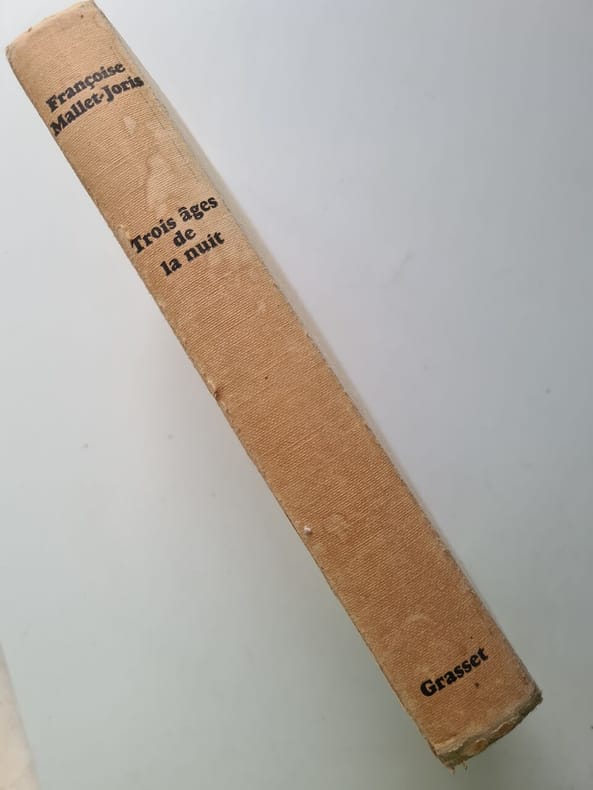 Françoise
Mallet-Joris
Trois âges
de
la nuit
Grasset